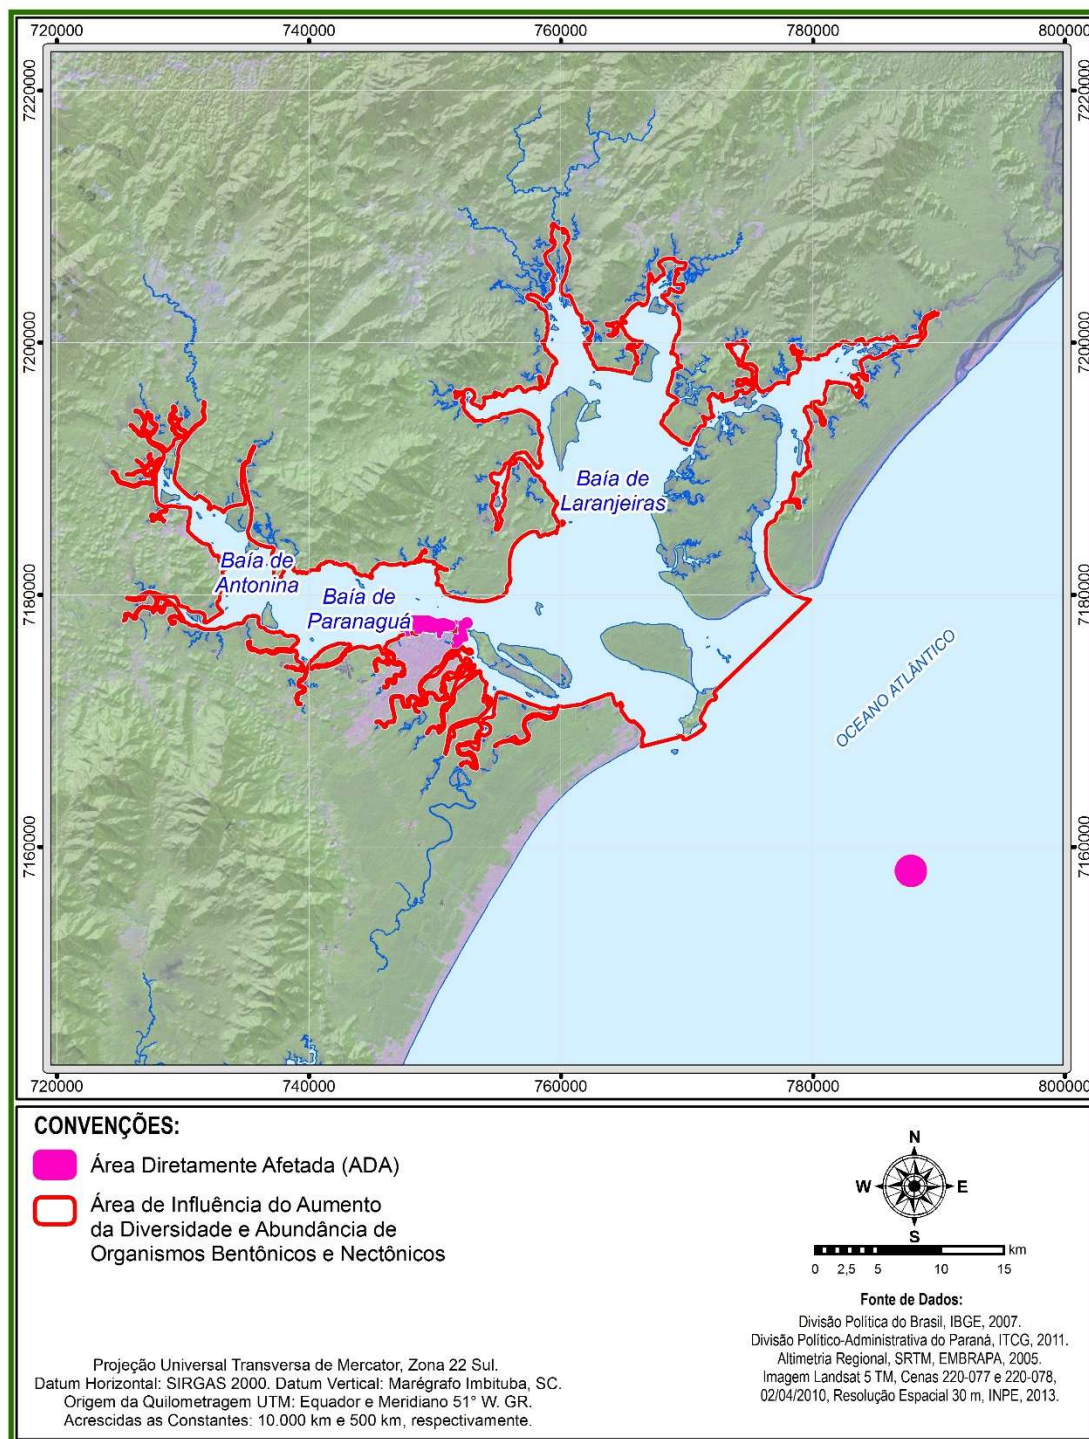 720000 740000 760000 780000 800000
7220000 7220000
7200000 7200000
Baía de
Laranjeiras
Baía de
Antonina
Baía de
Paranaguá
7180000 7180000
OCEANO ATLÂNTICO
7160000 7160000
720000 740000 760000 780000 800000
CONVENÇÕES:
Área Diretamente Afetada (ADA)
Área de Influência do Aumento
da Diversidade e Abundância de
Organismos Bentônicos e Nectônicos
N
W E
S
km
0 2,5 5 10 15
Fonte de Dados:
Divisão Política do Brasil, IBGE, 2007.
Divisão Político-Administrativa do Paraná, ITCG, 2011.
Altimetria Regional, SRTM, EMBRAPA, 2005.
Imagem Landsat 5 TM, Cenas 220-077 e 220-078,
02/04/2010, Resolução Espacial 30 m, INPE, 2013.
Projeção Universal Transversa de Mercator, Zona 22 Sul.
Datum Horizontal: SIRGAS 2000. Datum Vertical: Marégrafo Imbituba, SC.
Origem da Quilometragem UTM: Equador e Meridiano 51° W. GR.
Acrescidas as Constantes: 10.000 km e 500 km, respectivamente.